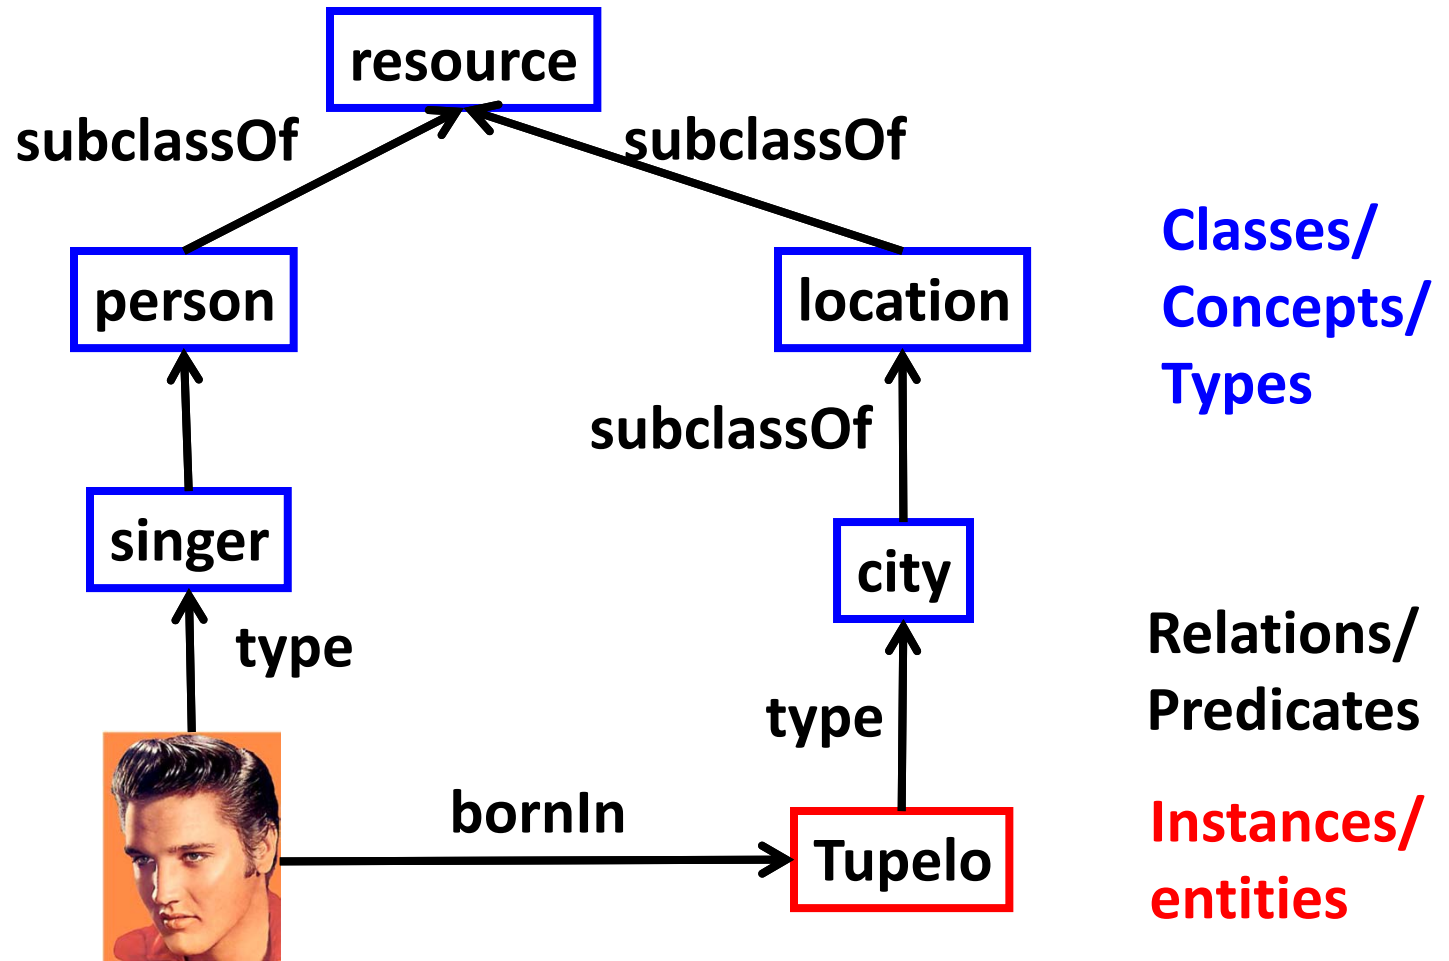 resource
subclassOf
subclassOf
person
location
Classes/
Concepts/
Types
subclassOf
singer
city
type
type
Relations/
Predicates
bornIn
Tupelo
Instances/
entities